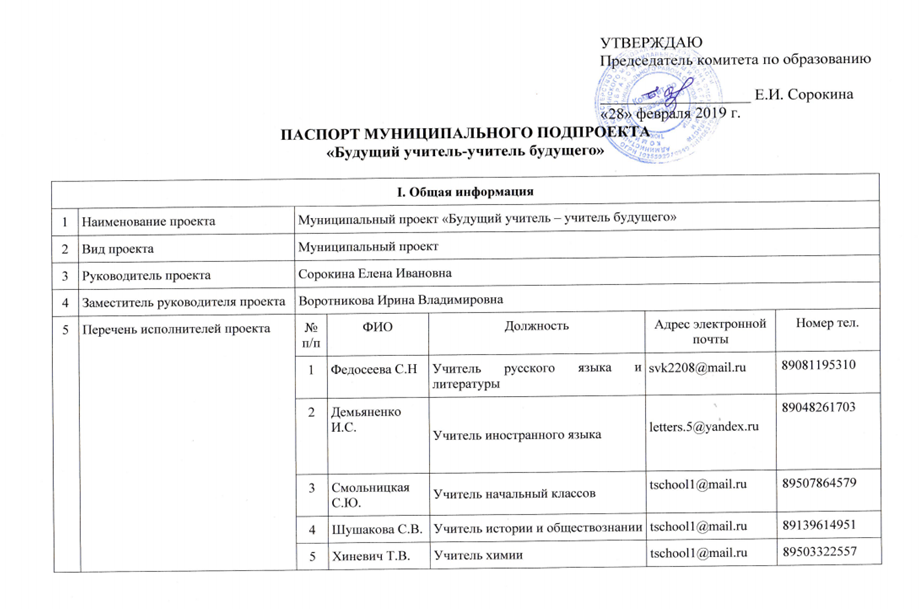 УТВЕРЖДАЮ
Председатель комитета по образованию
Е.И. Сорокина
«28» февраля 2019 г.
ПАСПОРТ МУНИЦИПАЛЬНОГО ПОДПРОЕКТА
«Будущий учитель-учитель будущего»
I. Общая информация
1 Наименование проекта Муниципальный проект «Будущий учитель – учитель будущего»
2 Вид проекта Муниципальный проект
3 Руководитель проекта Сорокина Елена Ивановна
4 Заместитель руководителя проекта Воротникова Ирина Владимировна
5 Перечень исполнителей проекта № ФИО Должность Адрес электронной Номер тел.
п/п почты
1 Федосеева С.Н Учитель русского языка и svk2208@mail.ru 89081195310
литературы
2 Демьяненко 89048261703
И.С. Учитель иностранного языка letters.5@yandex.ru
3 Смольницкая Учитель начальный классов tschool1@mail.ru 89507864579
С.Ю.
4 Шушакова С.В. Учитель истории и обществознании tschool1@mail.ru 89139614951
5 Хиневич Т.В. Учитель химии tschool1@mail.ru 89503322557